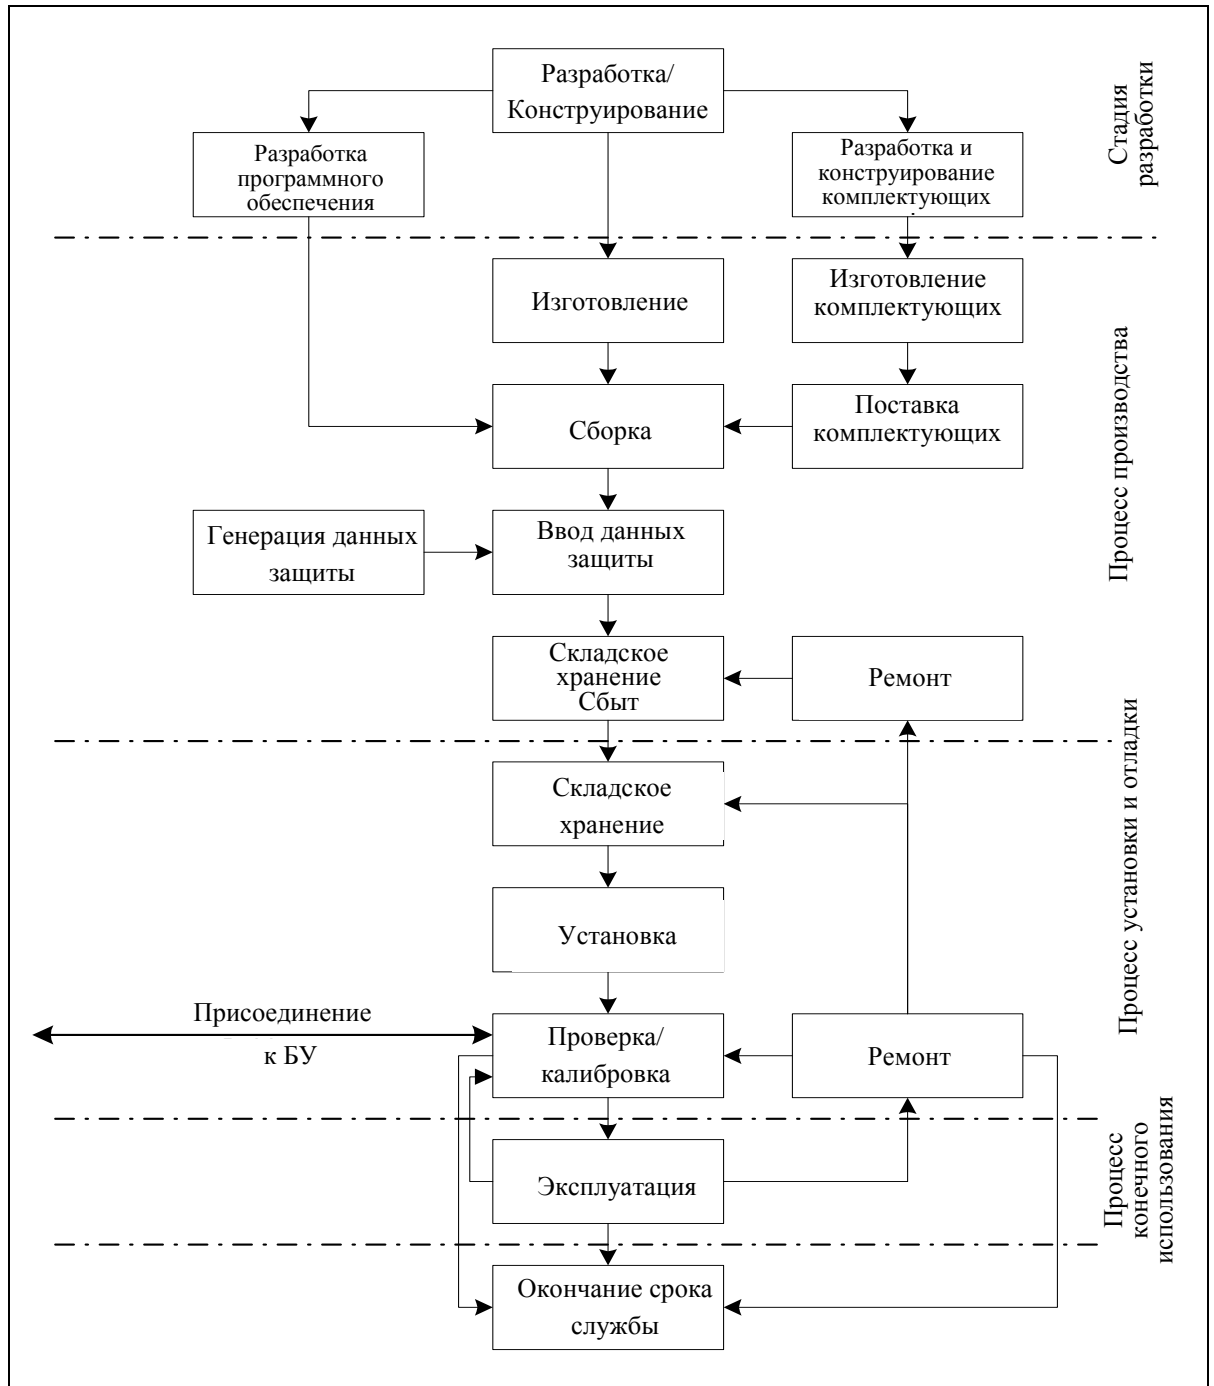 Разработка/
Конструирование
Разработка
программного
обеспечения
Разработка и
конструирование
комплектующих
Стадия
разработки
Изготовление
Изготовление
комплектующих
Сборка
Поставка
комплектующих
Процесс производства
Генерация данных
защиты
Ввод данных
защиты
Складское
хранение
Сбыт
Ремонт
Складское
хранение
Процесс установки и отладки
Установка
Присоединение
к БУ
Проверка/
калибровка
Ремонт
Эксплуатация
Процесс
конечного
использования
Окончание срока
службы